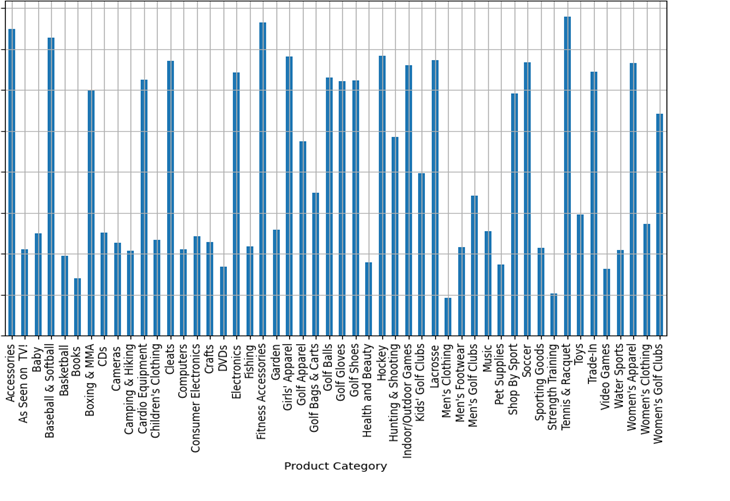 Accessories
As Seen on TV!
Baby
Baseball & Softball
Basketball
Books
Boxing & MMA
CDs
Cameras
Camping & Hiking
Cardio Equipment
Children's Clothing
Cleats
Computers
Consumer Electronics
Crafts
DVDs
Electronics
Fishing
Fitness Accessories
Garden
Girls' Apparel
Golf Apparel
Golf Bags & Carts
Golf Balls
Golf Gloves
Golf Shoes
Health and Beauty
Hockey
Hunting & Shooting
Indoor/Outdoor Games
Kids' Golf Clubs
Lacrosse
Men's Clothing
Men's Footwear
Men's Golf Clubs
Music
Pet Supplies
Shop By Sport
Soccer
Sporting Goods
Strength Training
Tennis & Racquet
Toys
Trade-In
Video Games
Water Sports
Women's Apparel
Women's Clothing
Women's Golf Clubs
Product Category